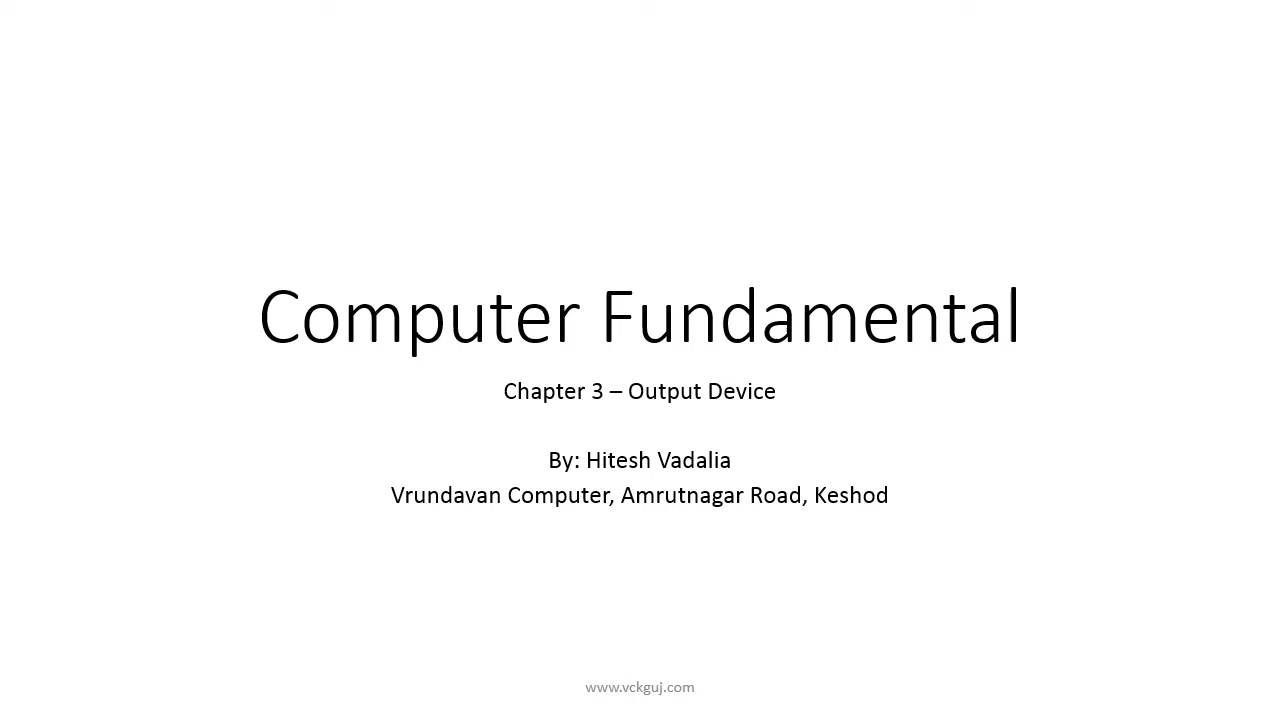 Computer Fundamental
Chapter 3 – Output Device
By: Hitesh Vadalia
Vrundavan Computer, Amrutnagar Road, Keshod
www.vckguj.com